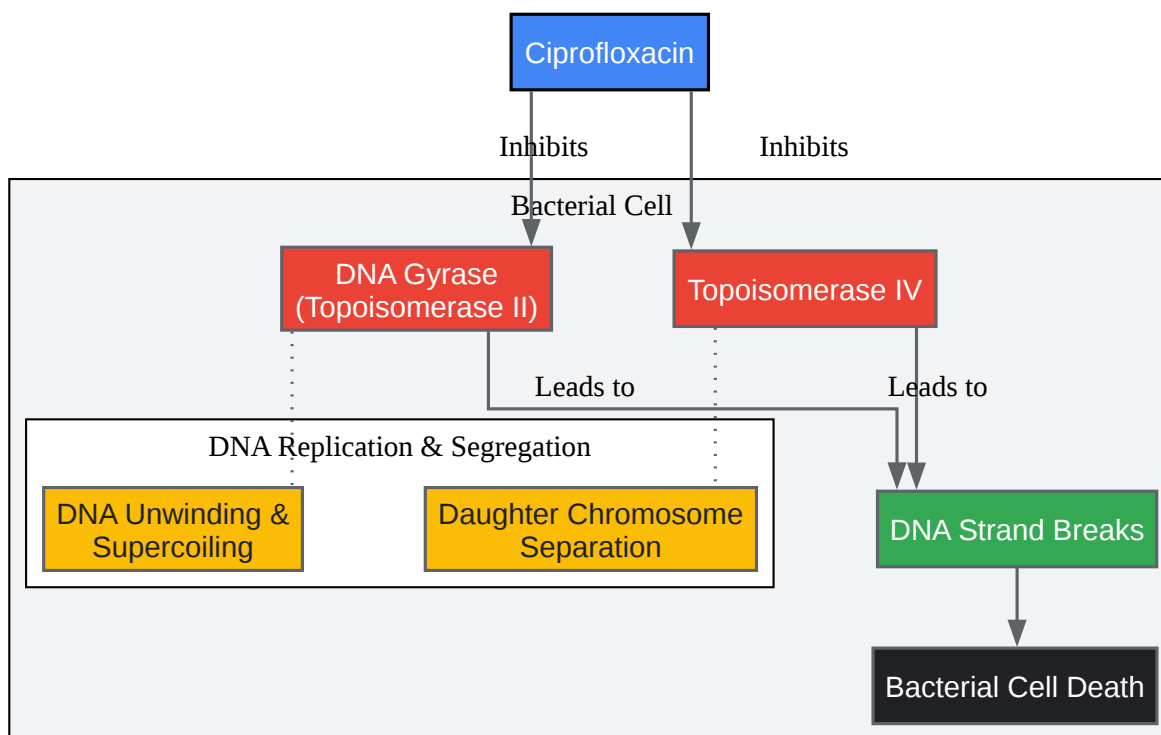 Ciprofloxacin
Inhibits
Inhibits
Bacterial Cell
DNA Gyrase
(Topoisomerase II)
Topoisomerase IV
Leads to
Leads to
DNA Replication & Segregation
DNA Unwinding &
Supercoiling
Daughter Chromosome
Separation
DNA Strand Breaks
Bacterial Cell Death